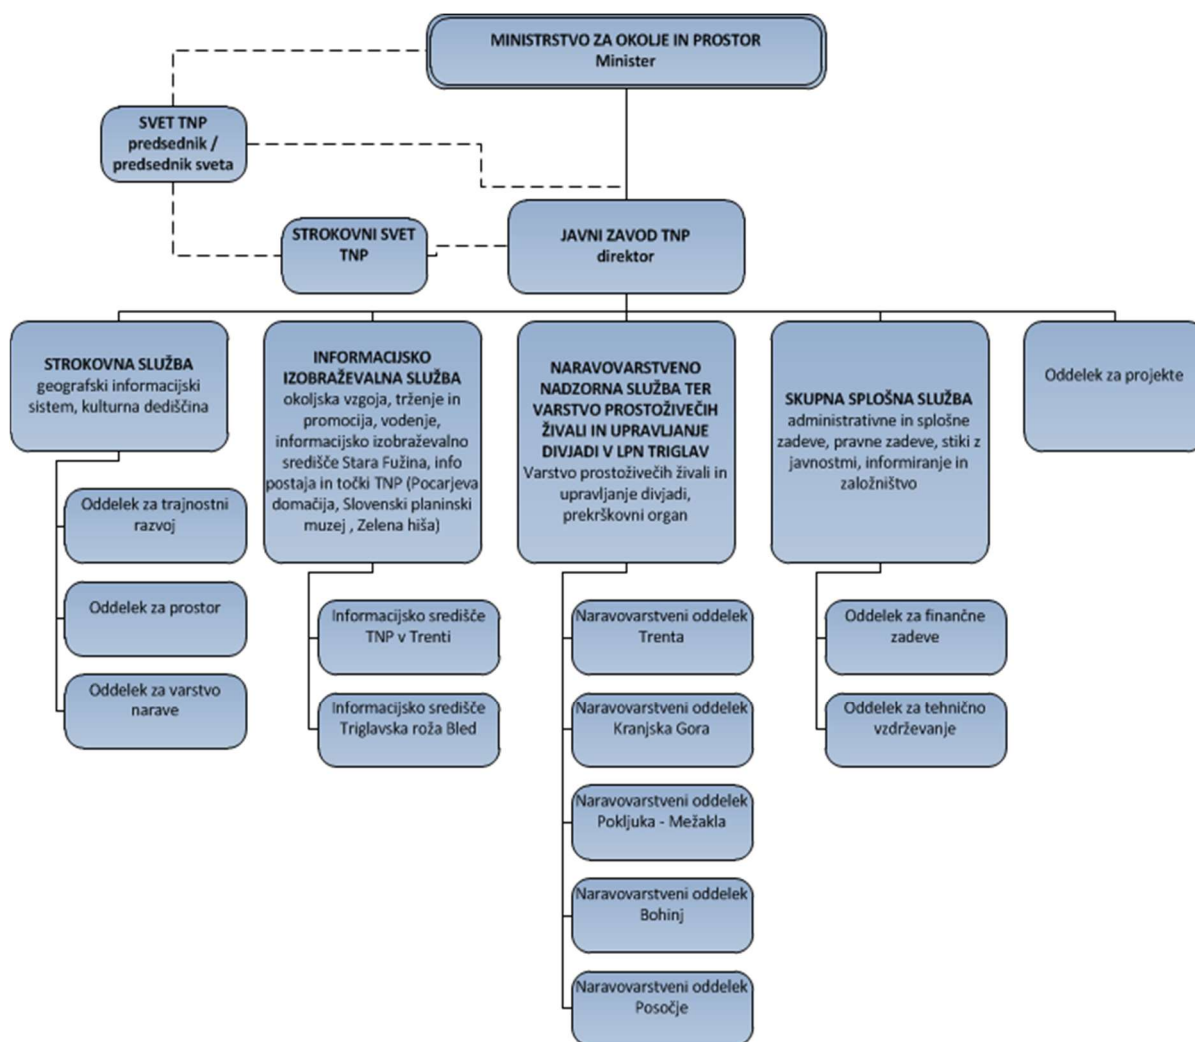 MINISTRSTVO ZA OKOLJE IN PROSTOR
Minister
SVET TNP
predsednik /
predsednik sveta
STROKOVNI SVET
TNP
JAVNI ZAVOD TNP
direktor
STROKOVNA SLUŽBA
geografski informacijski
sistem, kulturna dediščina
Oddelek za trajnostni
razvoj
Oddelek za prostor
Oddelek za varstvo
narave
INFORMACIJSKO
IZOBRAŽEVALNA SLUŽBA
okoljska vzgoja, trženje in
promocija, vodenje,
informacijsko izobraževalno
središče Stara Fužina, info
postaja in točki TNP (Pocarjeva
domačija, Slovenski planinski
muzej , Zelena hiša)
Informacijsko središče
TNP v Trenti
Informacijsko središče
Triglavska roža Bled
NARAVOVARSTVENO
NADZORNA SLUŽBA TER
VARSTVO PROSTOŽIVEČIH
ŽIVALI IN UPRAVLJANJE
DIVJADI V LPN TRIGLAV
Varstvo prostoživečih živali in
upravljanje divjadi,
prekrškovni organ
Naravovarstveni oddelek
Trenta
Naravovarstveni oddelek
Kranjska Gora
Naravovarstveni oddelek
Pokljuka - Mežakla
Naravovarstveni oddelek
Bohinj
Naravovarstveni oddelek
Posočje
SKUPNA SPLOŠNA SLUŽBA
administrativne in splošne
zadeve, pravne zadeve, stiki z
javnostmi, informiranje in
založništvo
Oddelek za finančne
zadeve
Oddelek za tehnično
vzdrževanje
Oddelek za projekte